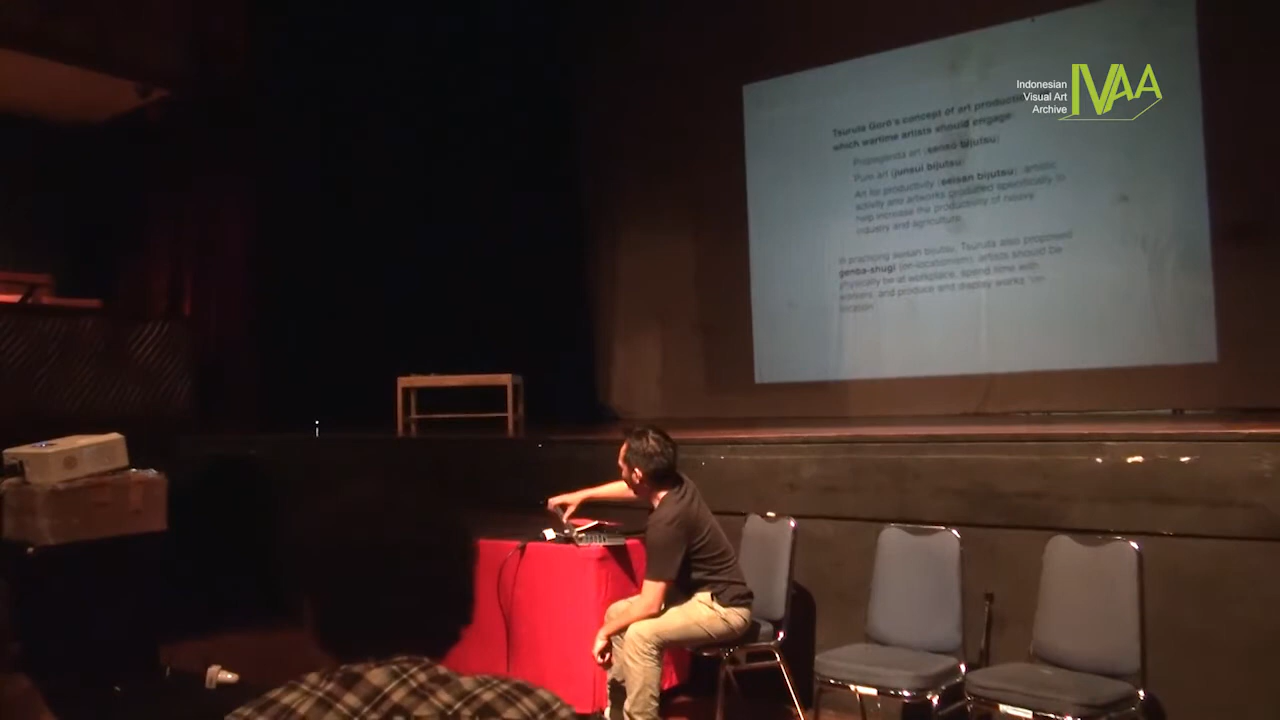 Indonesian
Visual Art
Archive
IVAA
Tsuruta Gorō's concept of art production
which wartime artists should engage:
Propaganda art (sensō bijutsu)
Pure art (junsui bijutsu)
Art for productivity (seisan bijutsu): artistic
activity and artworks produced specifically to
help increase the productivity of heavy
industry and agriculture.
In practicing seisan bijutsu, Tsuruta also proposed
genba-shugi (on-locationism): artists should be
physically be at workplace, spend time with
workers, and produce and display works "on
location